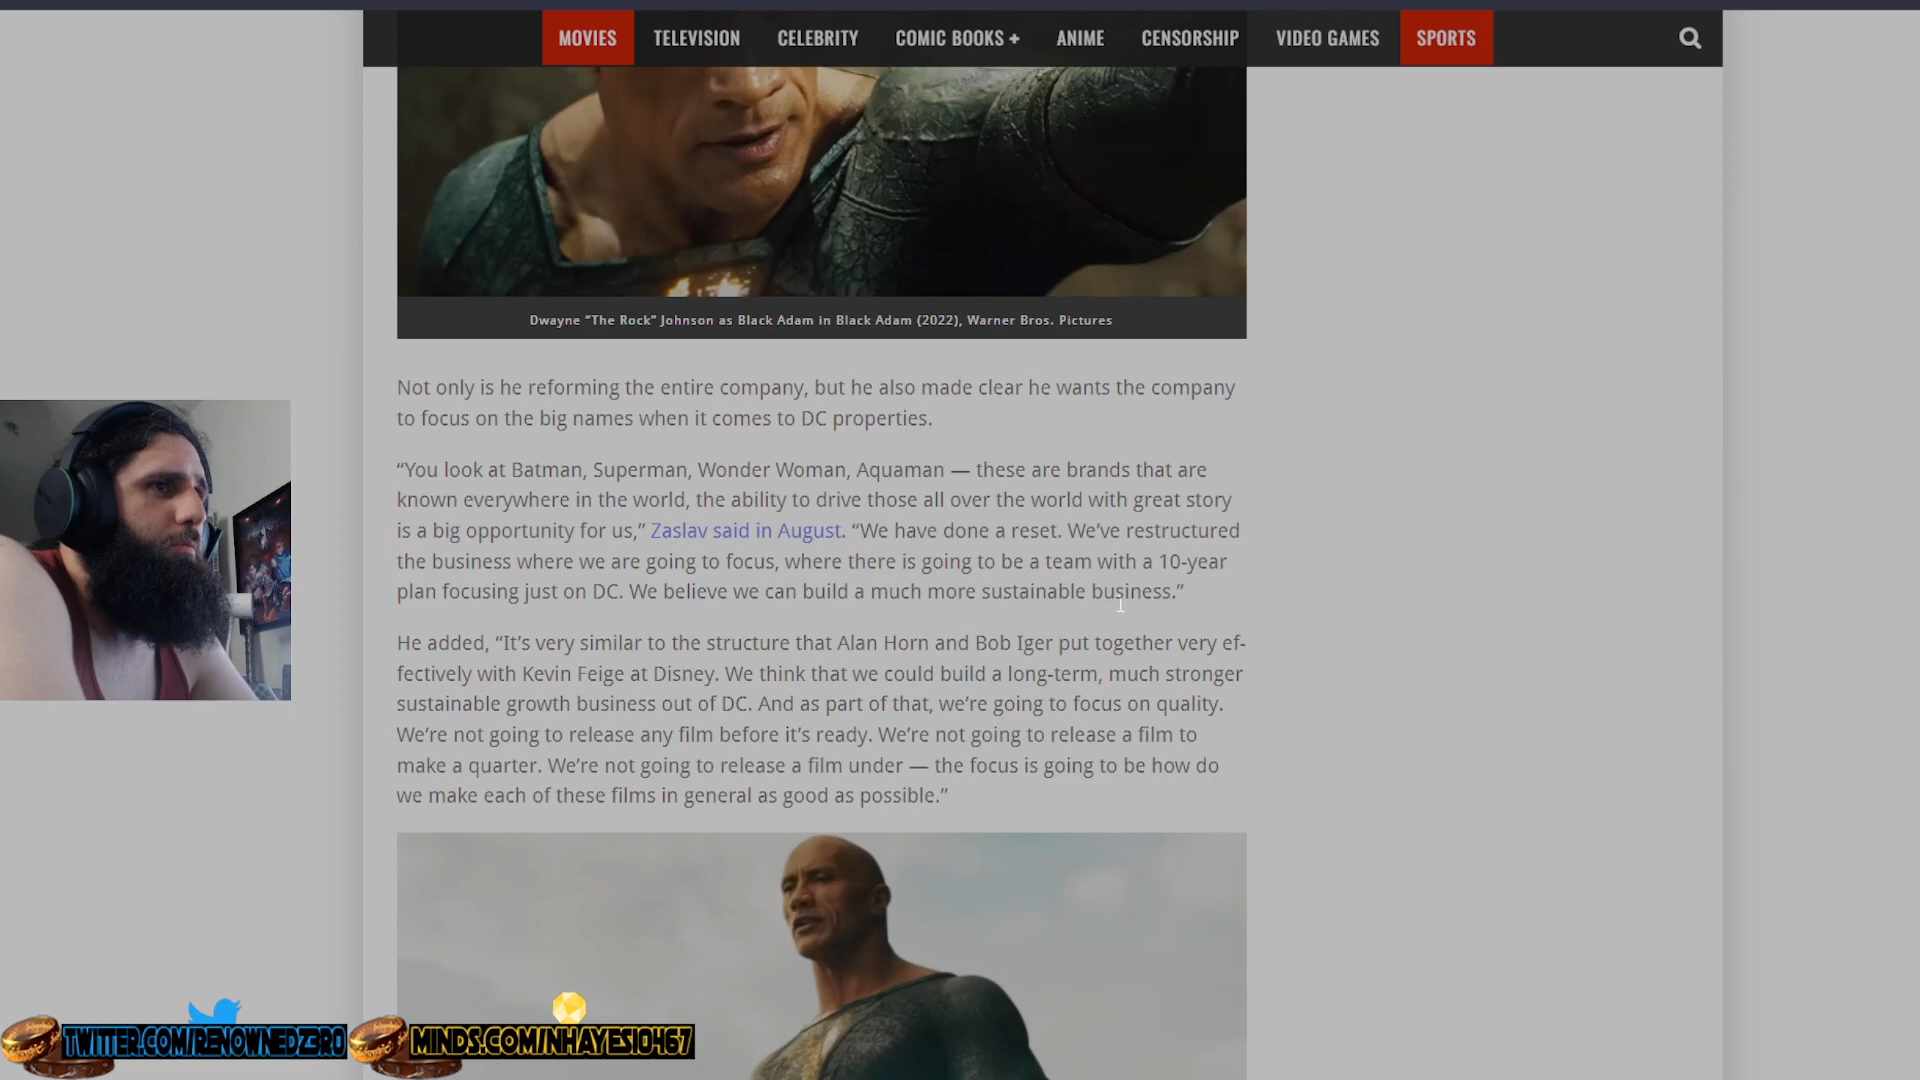 MOVIES TELEVISION CELEBRITY COMIC BOOKS + ANIME CENSORSHIP VIDEO GAMES SPORTS
Dwayne “The Rock” Johnson as Black Adam in Black Adam (2022), Warner Bros. Pictures
Not only is he reforming the entire company, but he also made clear he wants the company
to focus on the big names when it comes to DC properties.
“You look at Batman, Superman, Wonder Woman, Aquaman — these are brands that are
known everywhere in the world, the ability to drive those all over the world with great story
is a big opportunity for us,” Zaslav said in August. “We have done a reset. We’ve restructured
the business where we are going to focus, where there is going to be a team with a 10-year
plan focusing just on DC. We believe we can build a much more sustainable business.”
He added, “It’s very similar to the structure that Alan Horn and Bob Iger put together very ef-
fectively with Kevin Feige at Disney. We think that we could build a long-term, much stronger
sustainable growth business out of DC. And as part of that, we’re going to focus on quality.
We’re not going to release any film before it’s ready. We’re not going to release a film to
make a quarter. We’re not going to release a film under — the focus is going to be how do
we make each of these films in general as good as possible.”
TWITTER.COM/RENOWNEDZ3R0 MINDS.COM/NHAYES10467